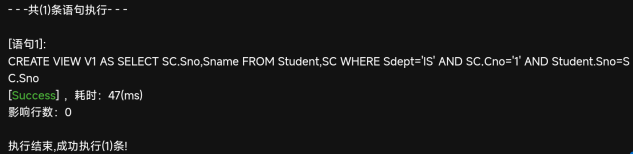 - - -共(1)条语句执行- - -
[语句1]:
CREATE VIEW V1 AS SELECT SC.Sno,Sname FROM Student,SC WHERE Sdept='IS' AND SC.Cno='1' AND Student.Sno=S
C.Sno
[Success] ，耗时：47(ms)
影响行数：0
执行结束,成功执行(1)条!